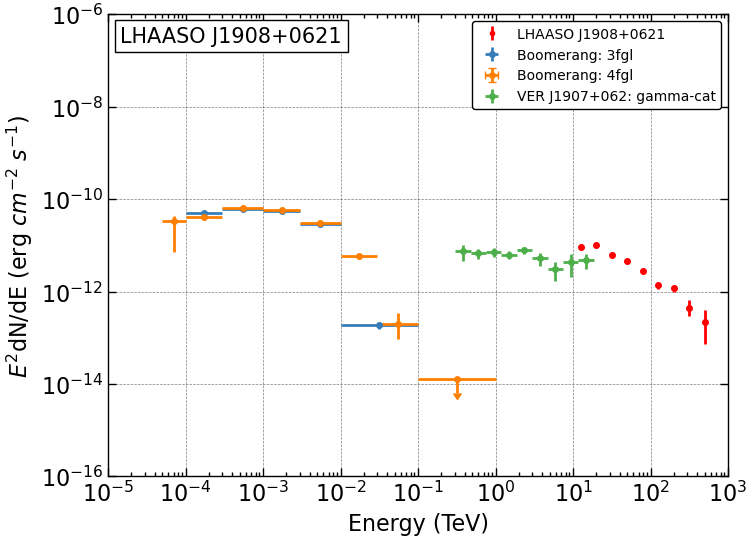 LHAASO J1908+0621
LHAASO J1908+0621
Boomerang: 3fgl
Boomerang: 4fgl
VER J1907+062: gamma-cat
E²dN/dE (erg cm⁻² s⁻¹)
10⁻⁶
10⁻⁸
10⁻¹⁰
10⁻¹²
10⁻¹⁴
10⁻¹⁶
10⁻⁵ 10⁻⁴ 10⁻³ 10⁻² 10⁻¹ 10⁰ 10¹ 10² 10³
Energy (TeV)